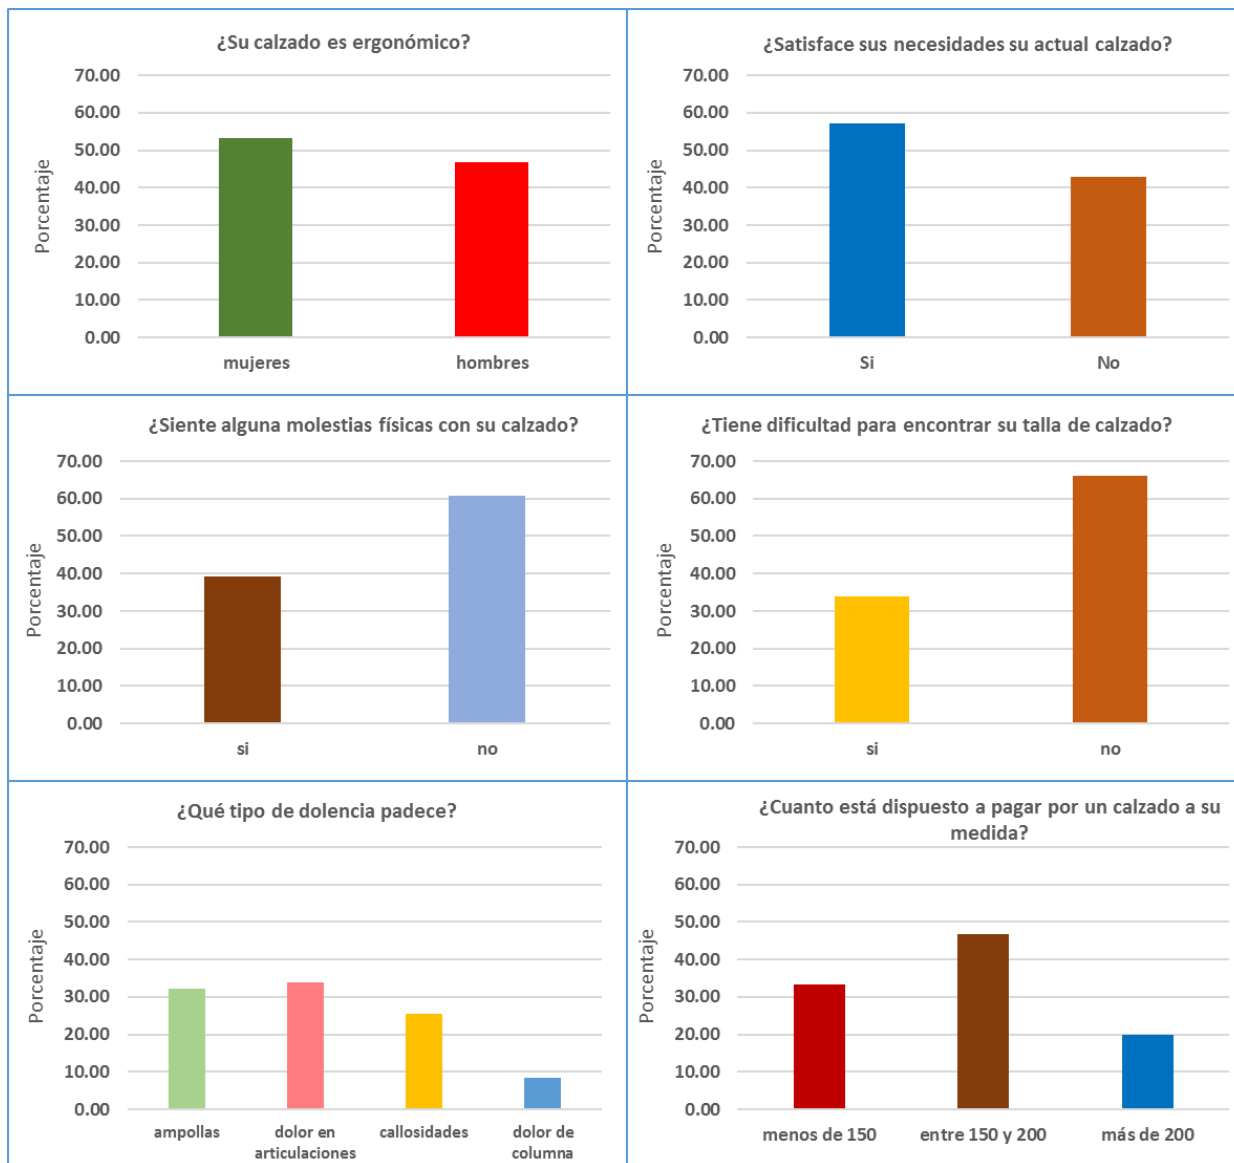 ¿Su calzado es ergonómico?
70.00
60.00
50.00
40.00
30.00
20.00
10.00
0.00
Porcentaje
mujeres
hombres
¿Satisface sus necesidades su actual calzado?
70.00
60.00
50.00
40.00
30.00
20.00
10.00
0.00
Porcentaje
Si
No
¿Siente alguna molestias físicas con su calzado?
70.00
60.00
50.00
40.00
30.00
20.00
10.00
0.00
Porcentaje
si
no
¿Tiene dificultad para encontrar su talla de calzado?
70.00
60.00
50.00
40.00
30.00
20.00
10.00
0.00
Porcentaje
si
no
¿Qué tipo de dolencia padece?
70.00
60.00
50.00
40.00
30.00
20.00
10.00
0.00
Porcentaje
ampollas
dolor en
articulaciones
callosidades
dolor de
columna
¿Cuanto está dispuesto a pagar por un calzado a su
medida?
70.00
60.00
50.00
40.00
30.00
20.00
10.00
0.00
Porcentaje
menos de 150
entre 150 y 200
más de 200